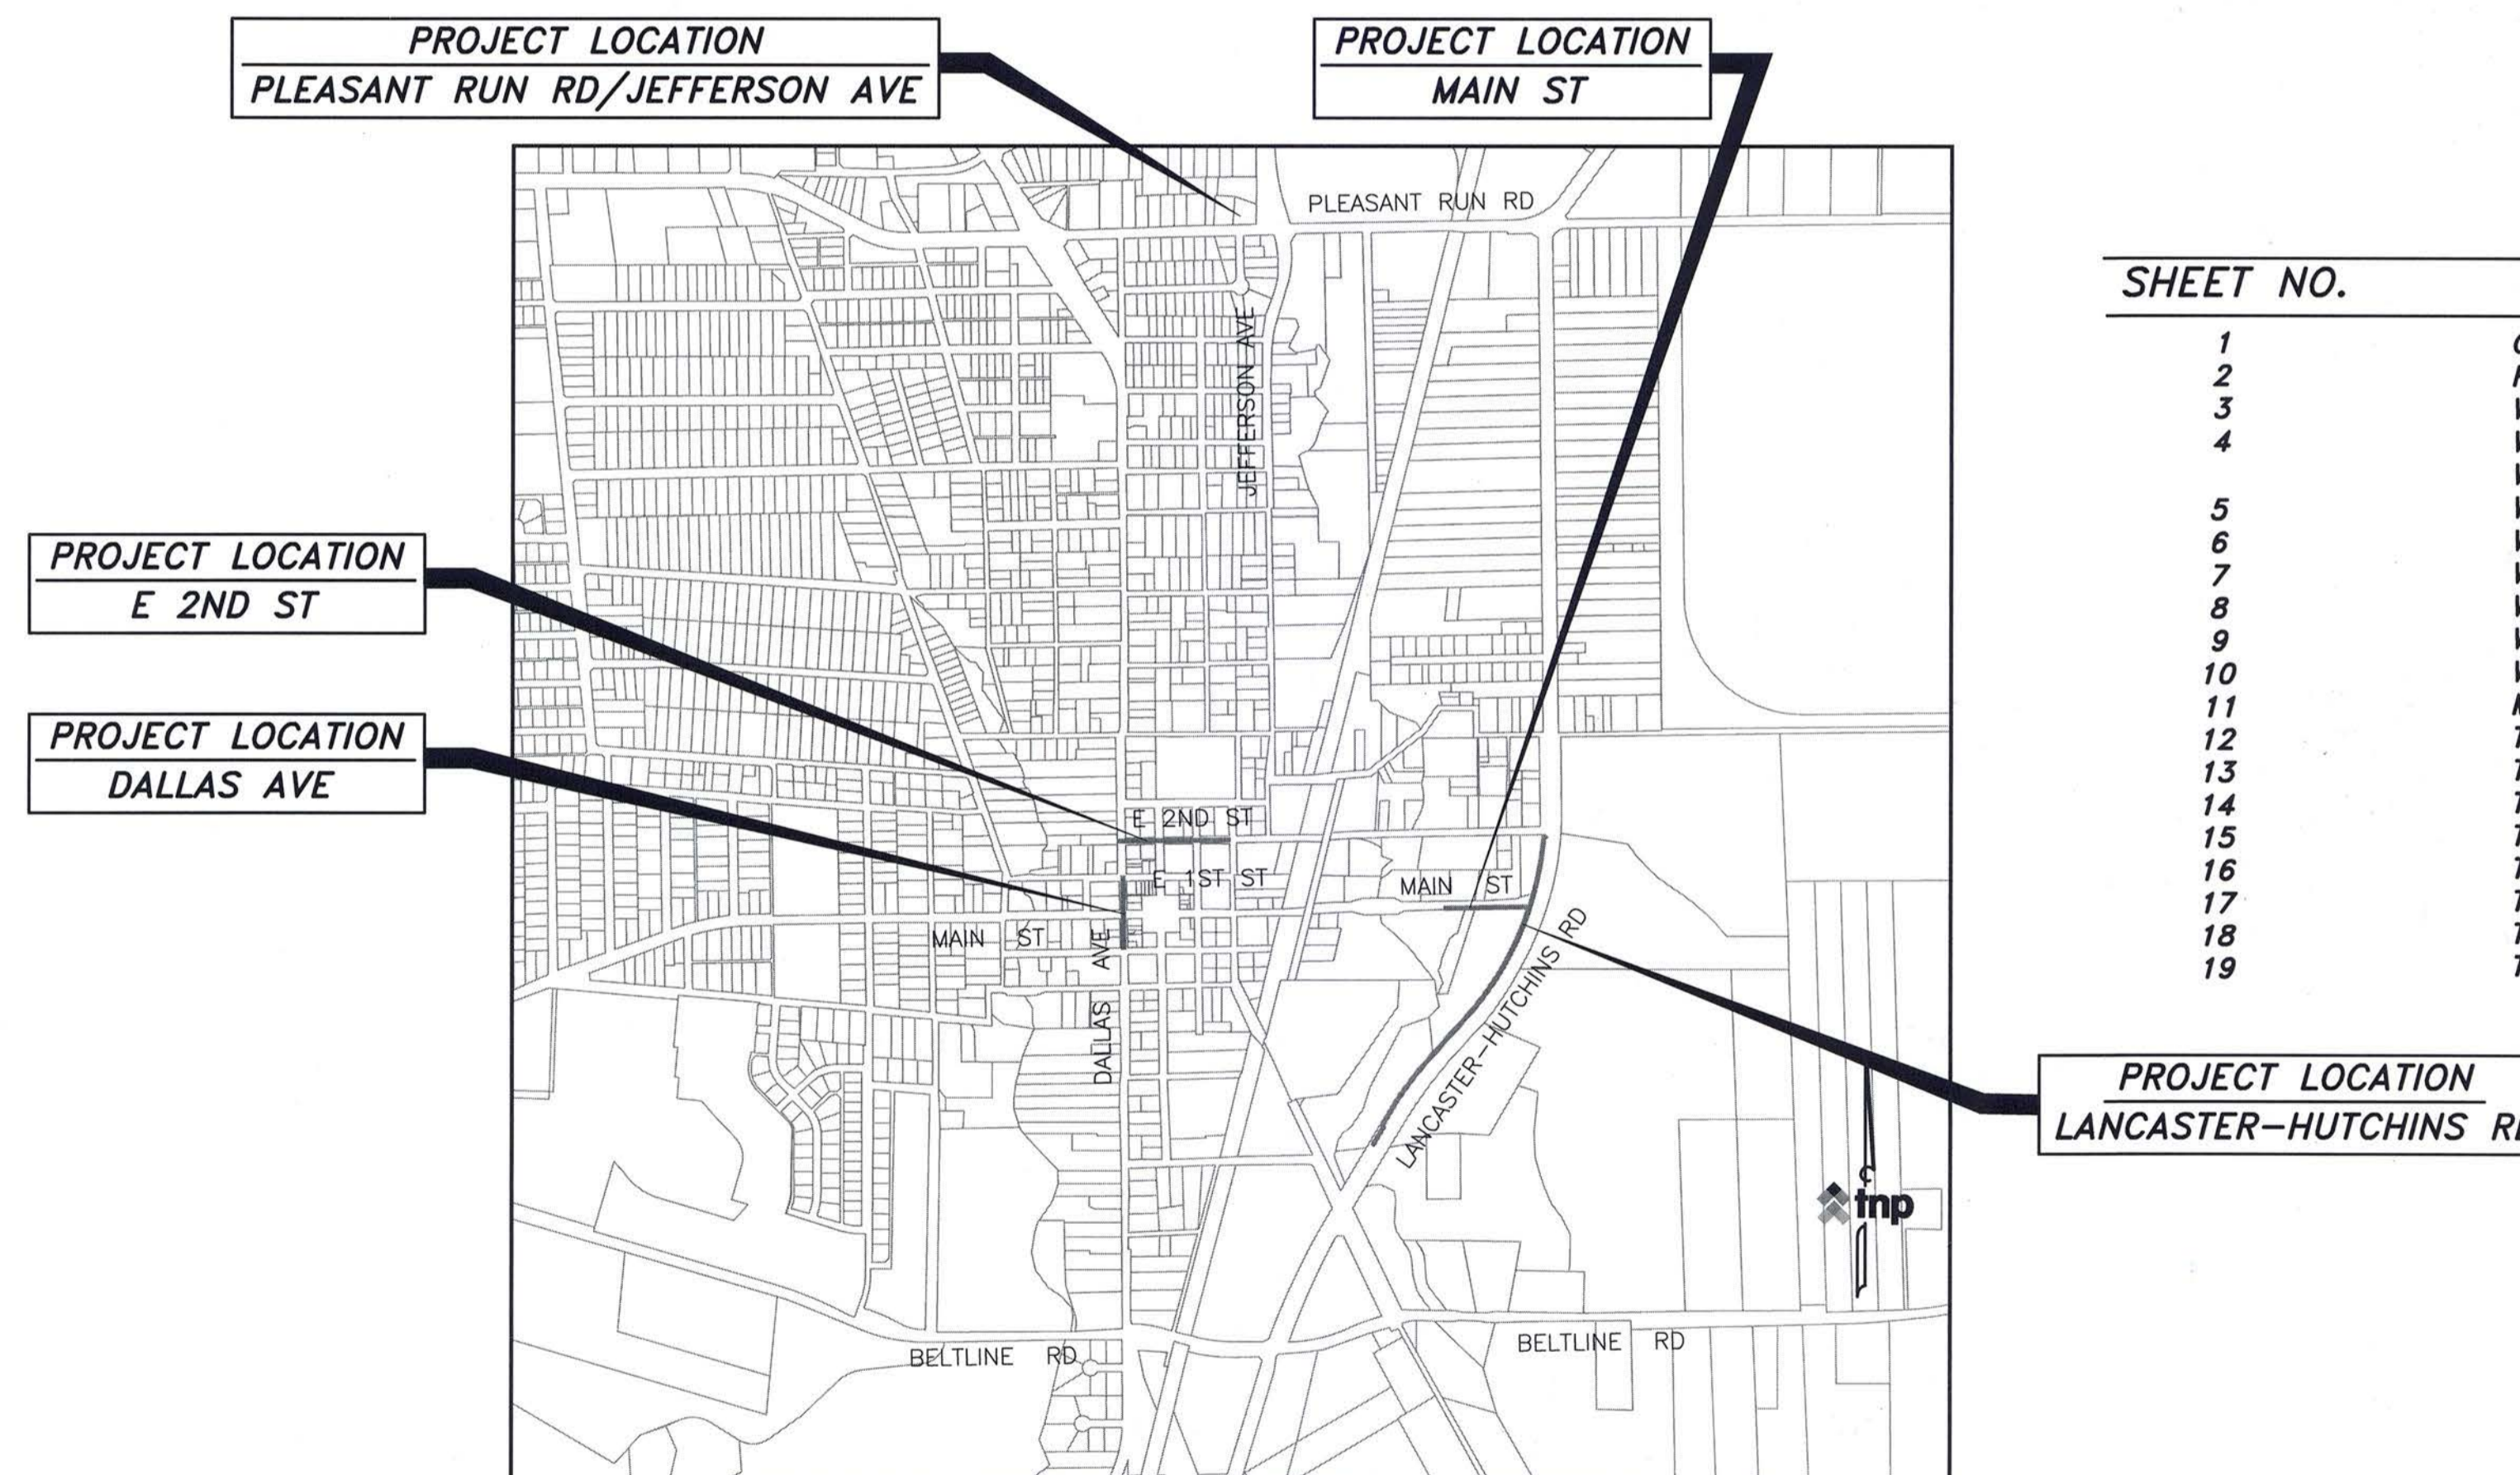 PROJECT LOCATION
PLEASANT RUN RD/JEFFERSON AVE
PROJECT LOCATION
MAIN ST
PLEASANT RUN RD
JEFFERSON AVE
SHEET NO.
1
2
3
4
5
6
7
8
9
10
11
12
13
14
15
16
17
18
19
PROJECT LOCATION
E 2ND ST
PROJECT LOCATION
DALLAS AVE
E 2ND ST
E 1ST ST
MAIN ST
MAIN ST
DALLAS AVE
LANCASTER-HUTCHINS RD
PROJECT LOCATION
LANCASTER-HUTCHINS
tnp
BELTLINE RD
BELTLINE RD